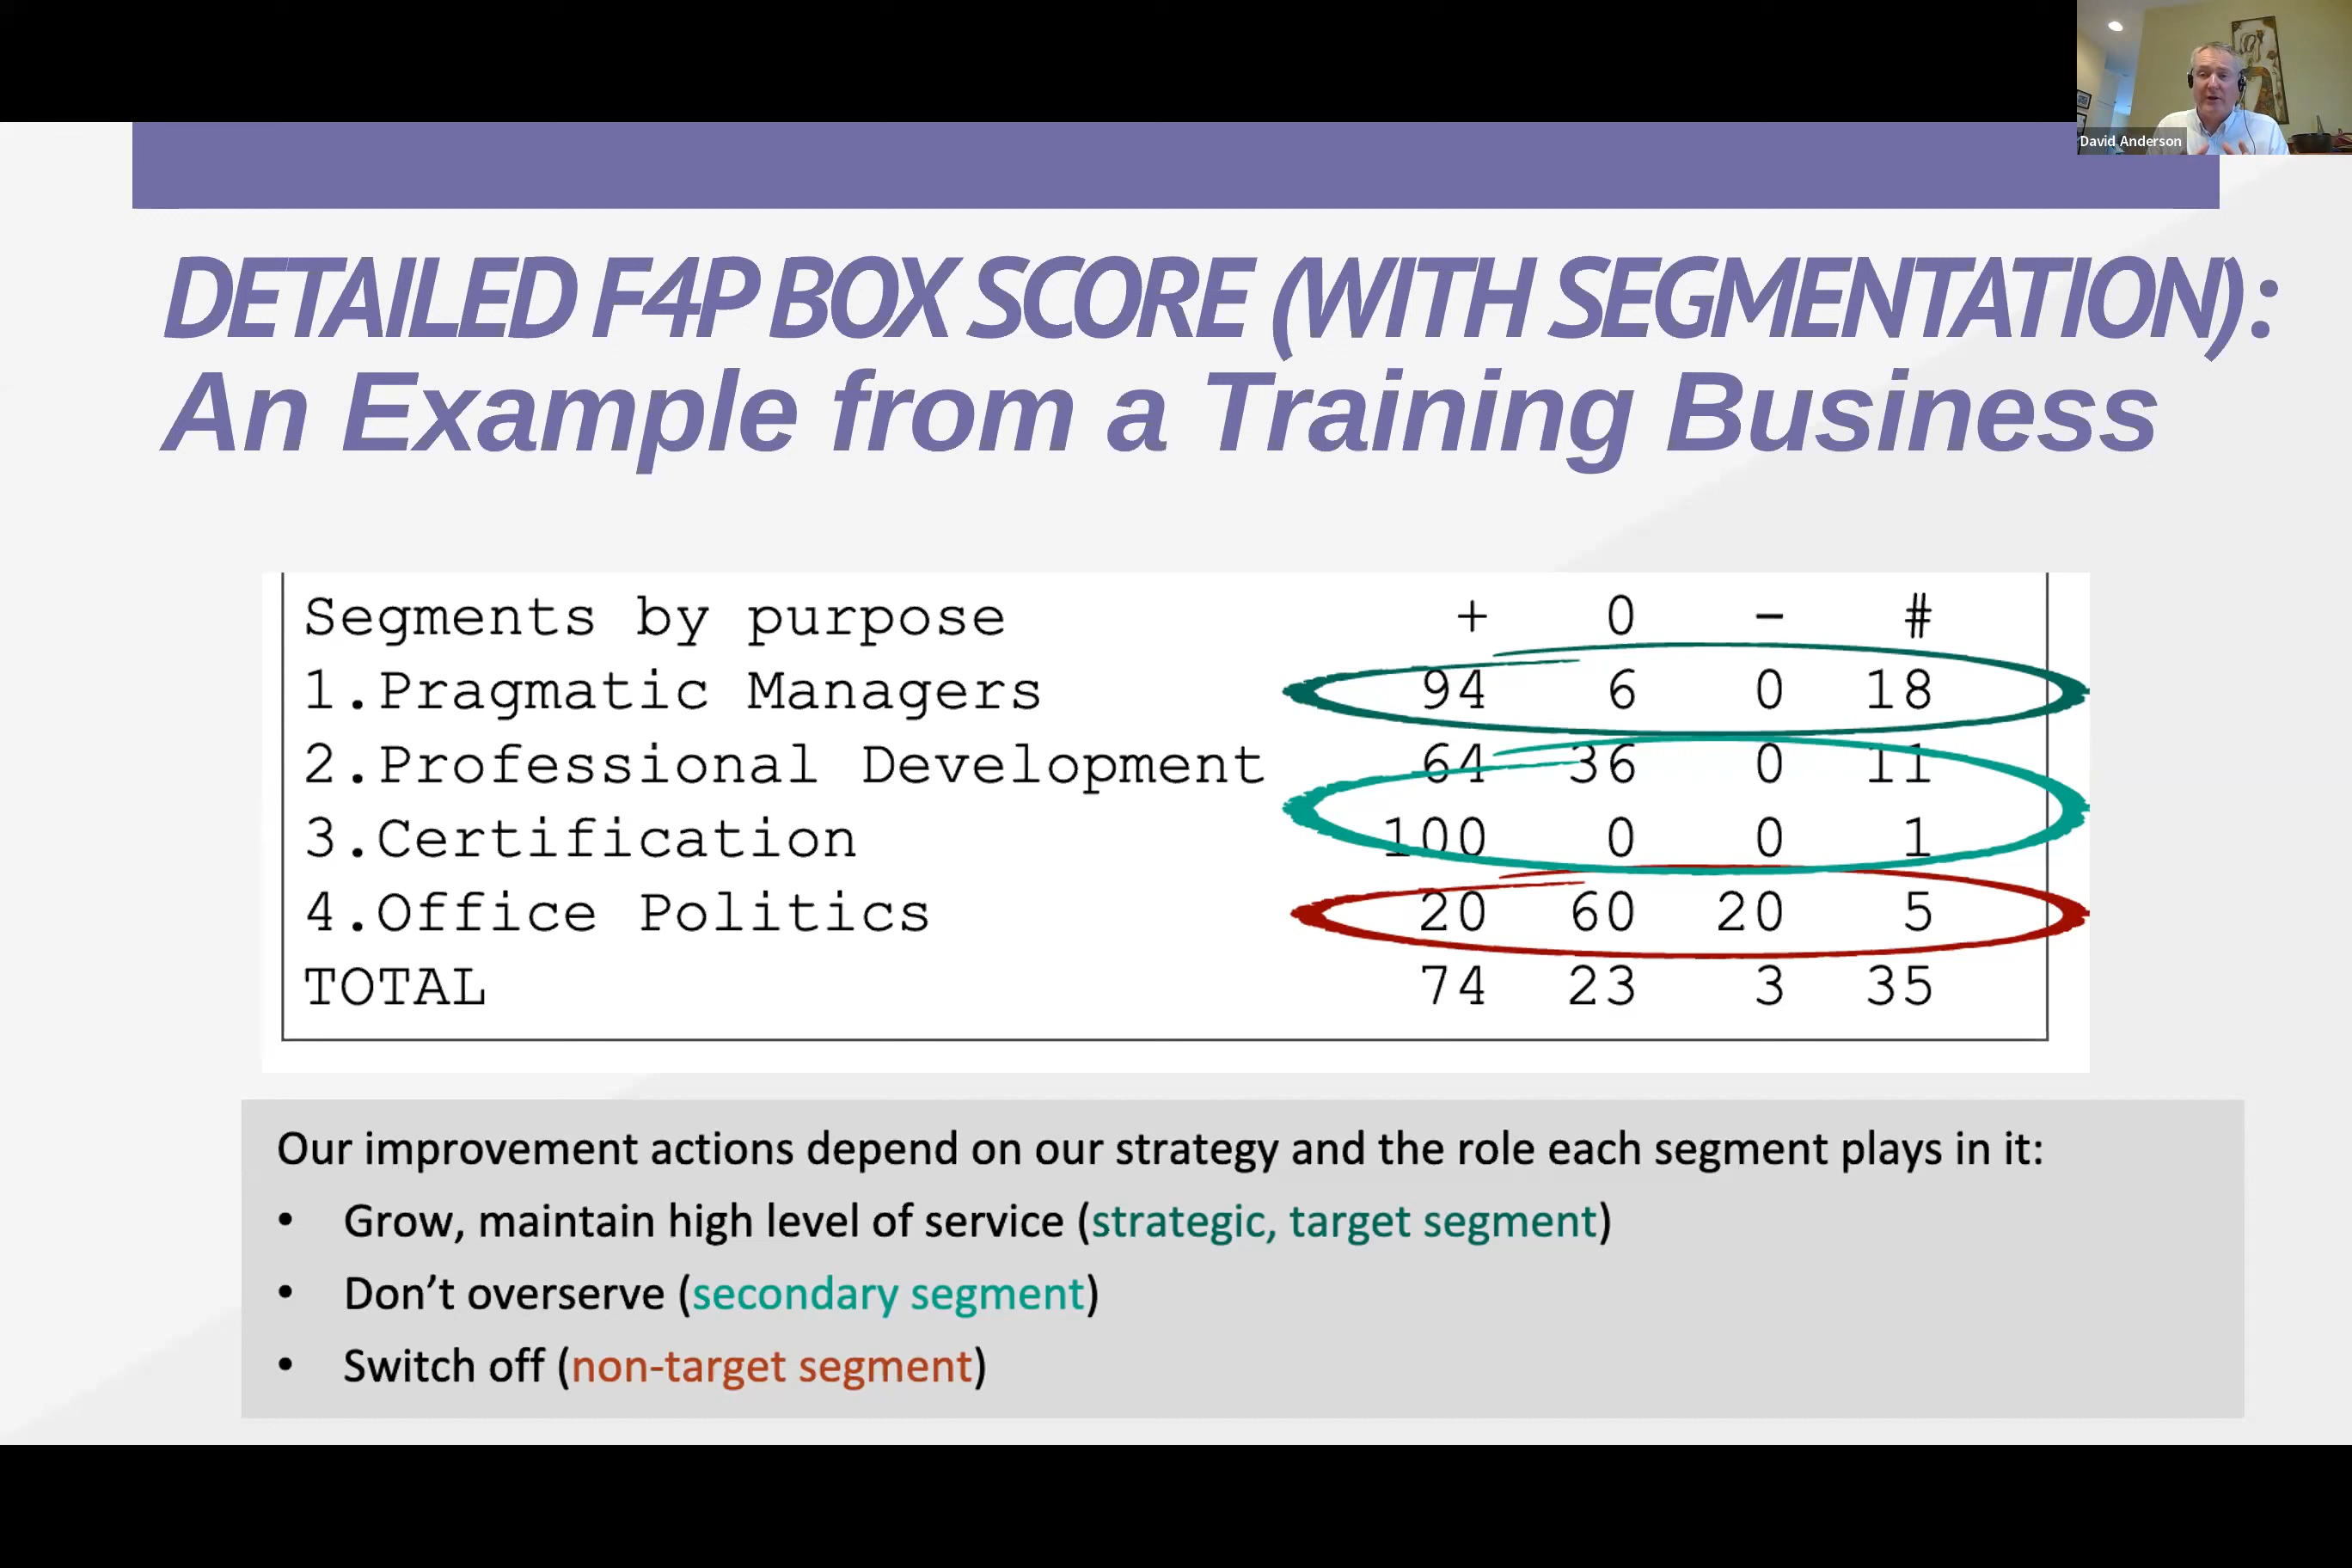 David Anderson
DETAILED F4P BOX SCORE (WITH SEGMENTATION):
An Example from a Training Business
Segments by purpose + 0 - #
1.Pragmatic Managers 94 6 0 18
2.Professional Development 64 36 0 11
3.Certification 100 0 0 1
4.Office Politics 20 60 20 5
TOTAL 74 23 3 35
Our improvement actions depend on our strategy and the role each segment plays in it:
• Grow, maintain high level of service (strategic, target segment)
• Don’t overserve (secondary segment)
• Switch off (non-target segment)